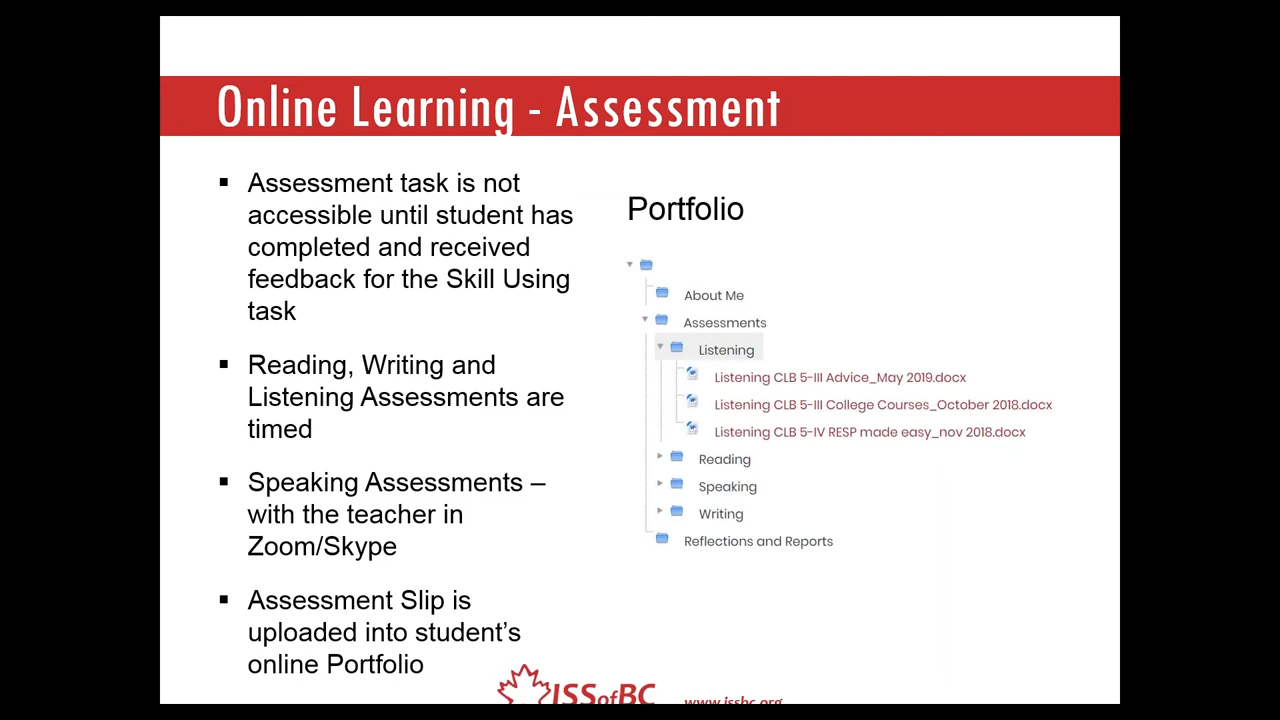 Online Learning - Assessment
▪ Assessment task is not
accessible until student has
completed and received
feedback for the Skill Using
task
▪ Reading, Writing and
Listening Assessments are
timed
▪ Speaking Assessments –
with the teacher in
Zoom/Skype
▪ Assessment Slip is
uploaded into student’s
online Portfolio
Portfolio
About Me
Assessments
Listening
Listening CLB 5-III Advice_May 2019.docx
Listening CLB 5-III College Courses_October 2018.docx
Listening CLB 5-IV RESP made easy_nov 2018.docx
Reading
Speaking
Writing
Reflections and Reports
ISSofBC
www.issbc.org